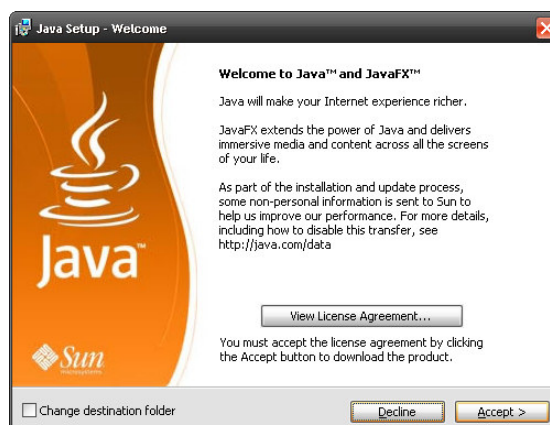 Java Setup - Welcome
Welcome to Java™ and JavaFX™
Java will make your Internet experience richer.
JavaFX extends the power of Java and delivers
immersive media and content across all the screens
of your life.
As part of the installation and update process,
some non-personal information is sent to Sun to
help us improve our performance. For more details,
including how to disable this transfer, see
http://java.com/data
Java™
View License Agreement...
You must accept the license agreement by clicking
the Accept button to download the product.
Sun
microsystems
Change destination folder
Decline
Accept >